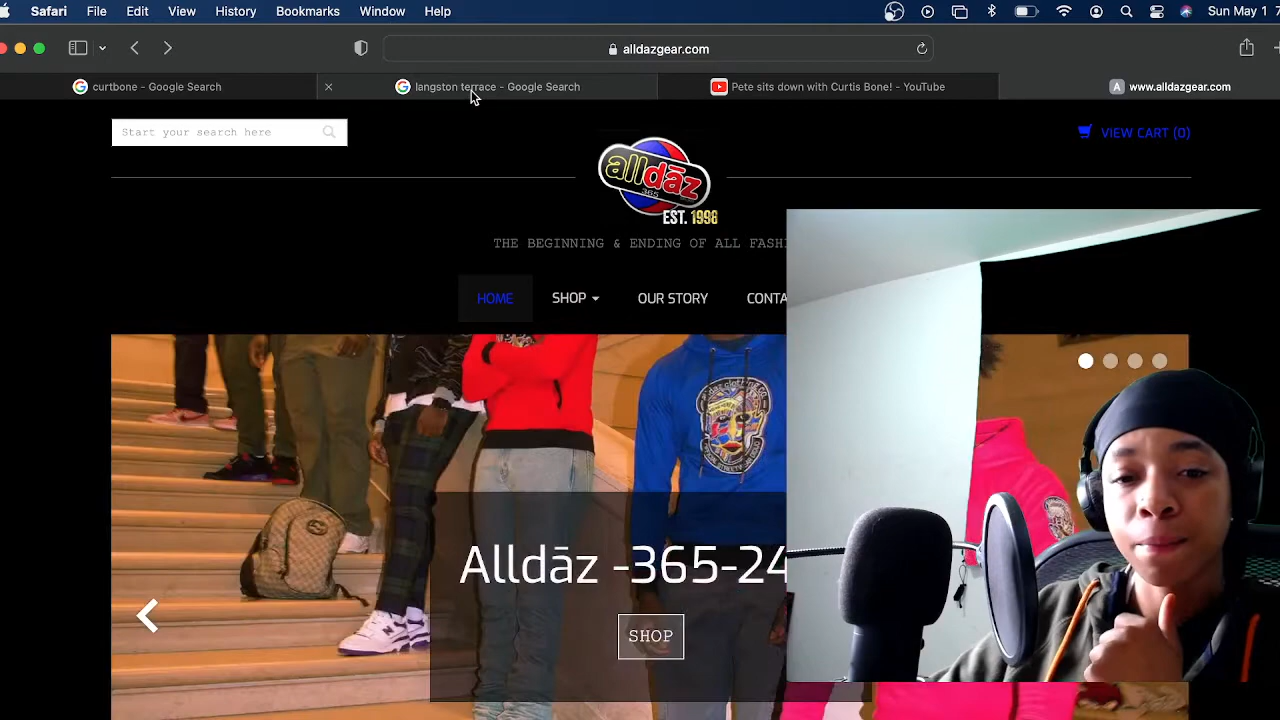 Safari File Edit View History Bookmarks Window Help Sun May 1 7
alldazgear.com
curtbone - Google Search langston terrace - Google Search Pete sits down with Curtis Bone! - YouTube A www.alldazgear.com
Start your search here
VIEW CART (0)
alldāz
365
EST. 1998
THE BEGINNING & ENDING OF ALL FASHI
HOME SHOP OUR STORY CONTA
Alldāz -365-24
SHOP